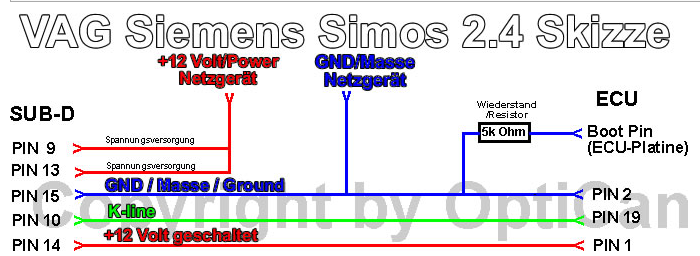 VAG Siemens Simos 2.4 Skizze
+12 Volt/Power
Netzgerät
GND/Masse
Netzgerät
SUB-D
ECU
Wiederstand
/Resistor
5k Ohm
Boot Pin
(ECU-Platine)
PIN 9
Spannungsversorgung
PIN 13
Spannungsversorgung
PIN 15
GND / Masse / Ground
PIN 2
PIN 10
K-line
PIN 19
PIN 14
+12 Volt geschaltet
PIN 1
Copyright by OptiCan